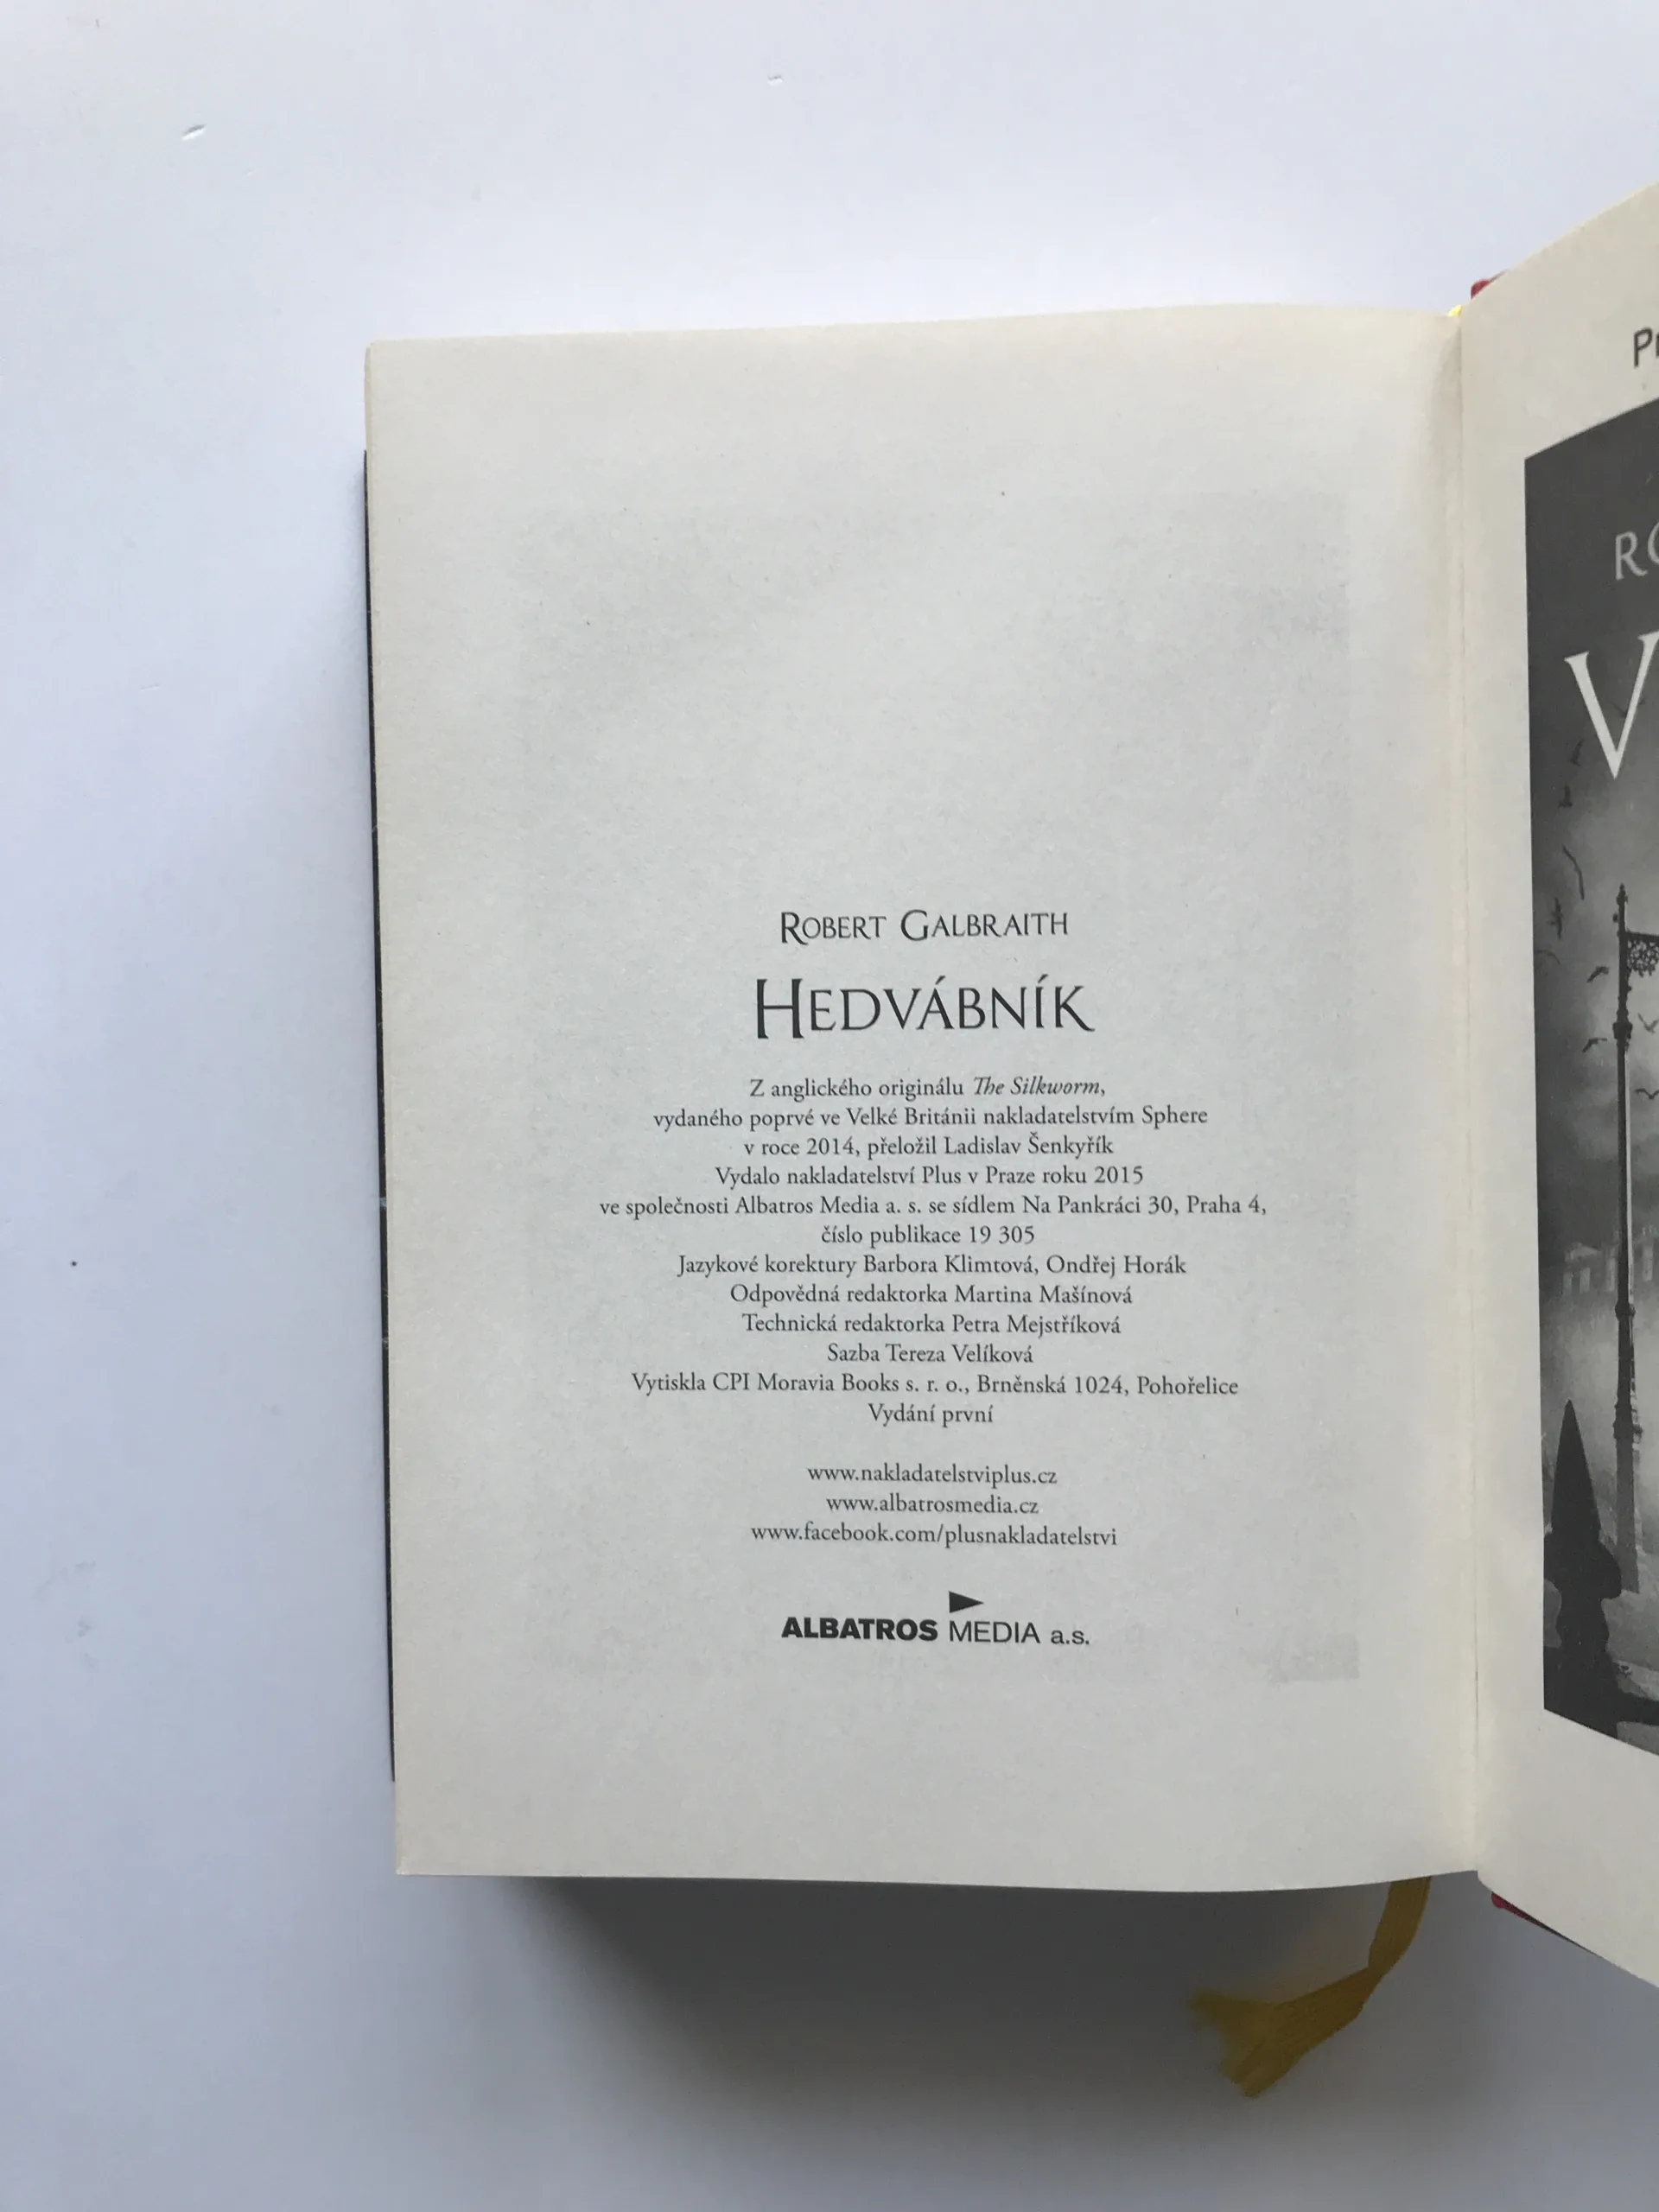 ROBERT GALBRAITH
HEDVÁBNÍK
Z anglického originálu The Silkworm,
vydaného poprvé ve Velké Británii nakladatelstvím Sphere
v roce 2014, přeložil Ladislav Šenkyřík
Vydalo nakladatelství Plus v Praze roku 2015
ve společnosti Albatros Media a. s. se sídlem Na Pankráci 30, Praha 4,
číslo publikace 19 305
Jazykové korektury Barbora Klimtová, Ondřej Horák
Odpovědná redaktorka Martina Mašínová
Technická redaktorka Petra Mejstříková
Sazba Tereza Velíková
Vytiskla CPI Moravia Books s. r. o., Brněnská 1024, Pohořelice
Vydání první
www.nakladatelstviplus.cz
www.albatrosmedia.cz
www.facebook.com/plusnakladatelstvi
ALBATROS MEDIA a.s.